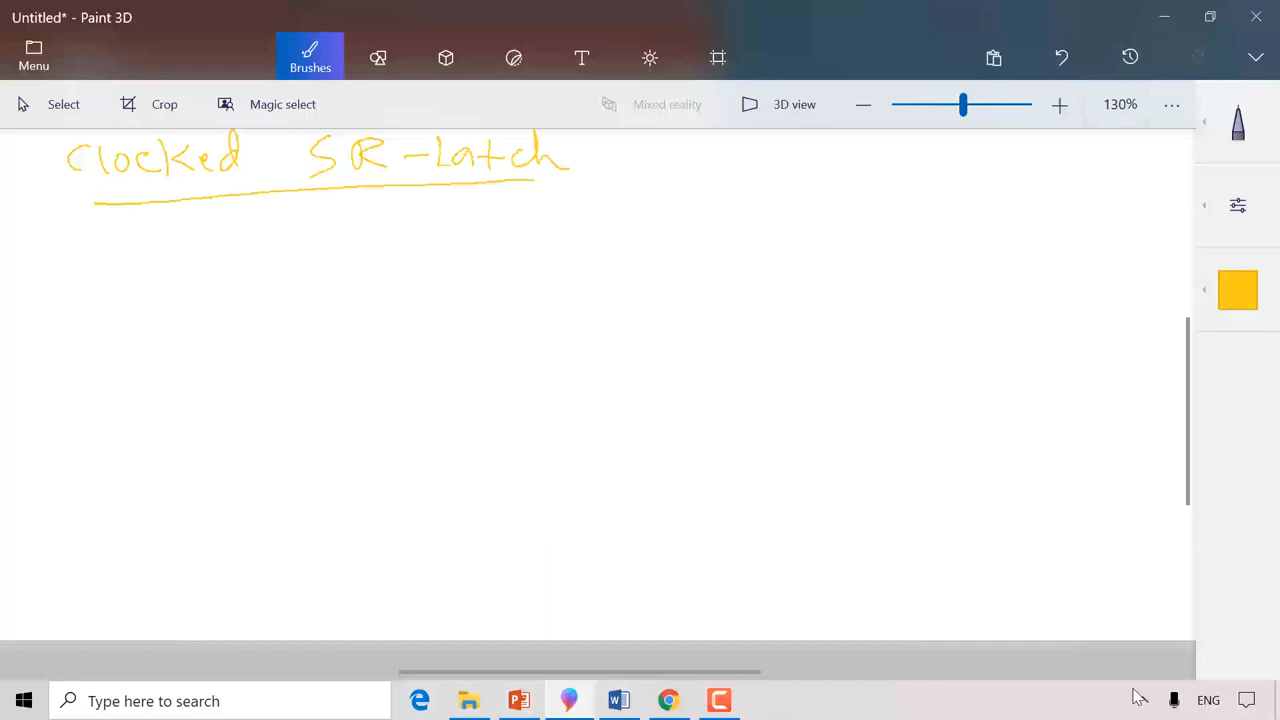 Untitled* - Paint 3D
Menu
Brushes
Select Crop Magic select Mixed reality 3D view 130%
Clocked SR-Latch
Type here to search
ENG